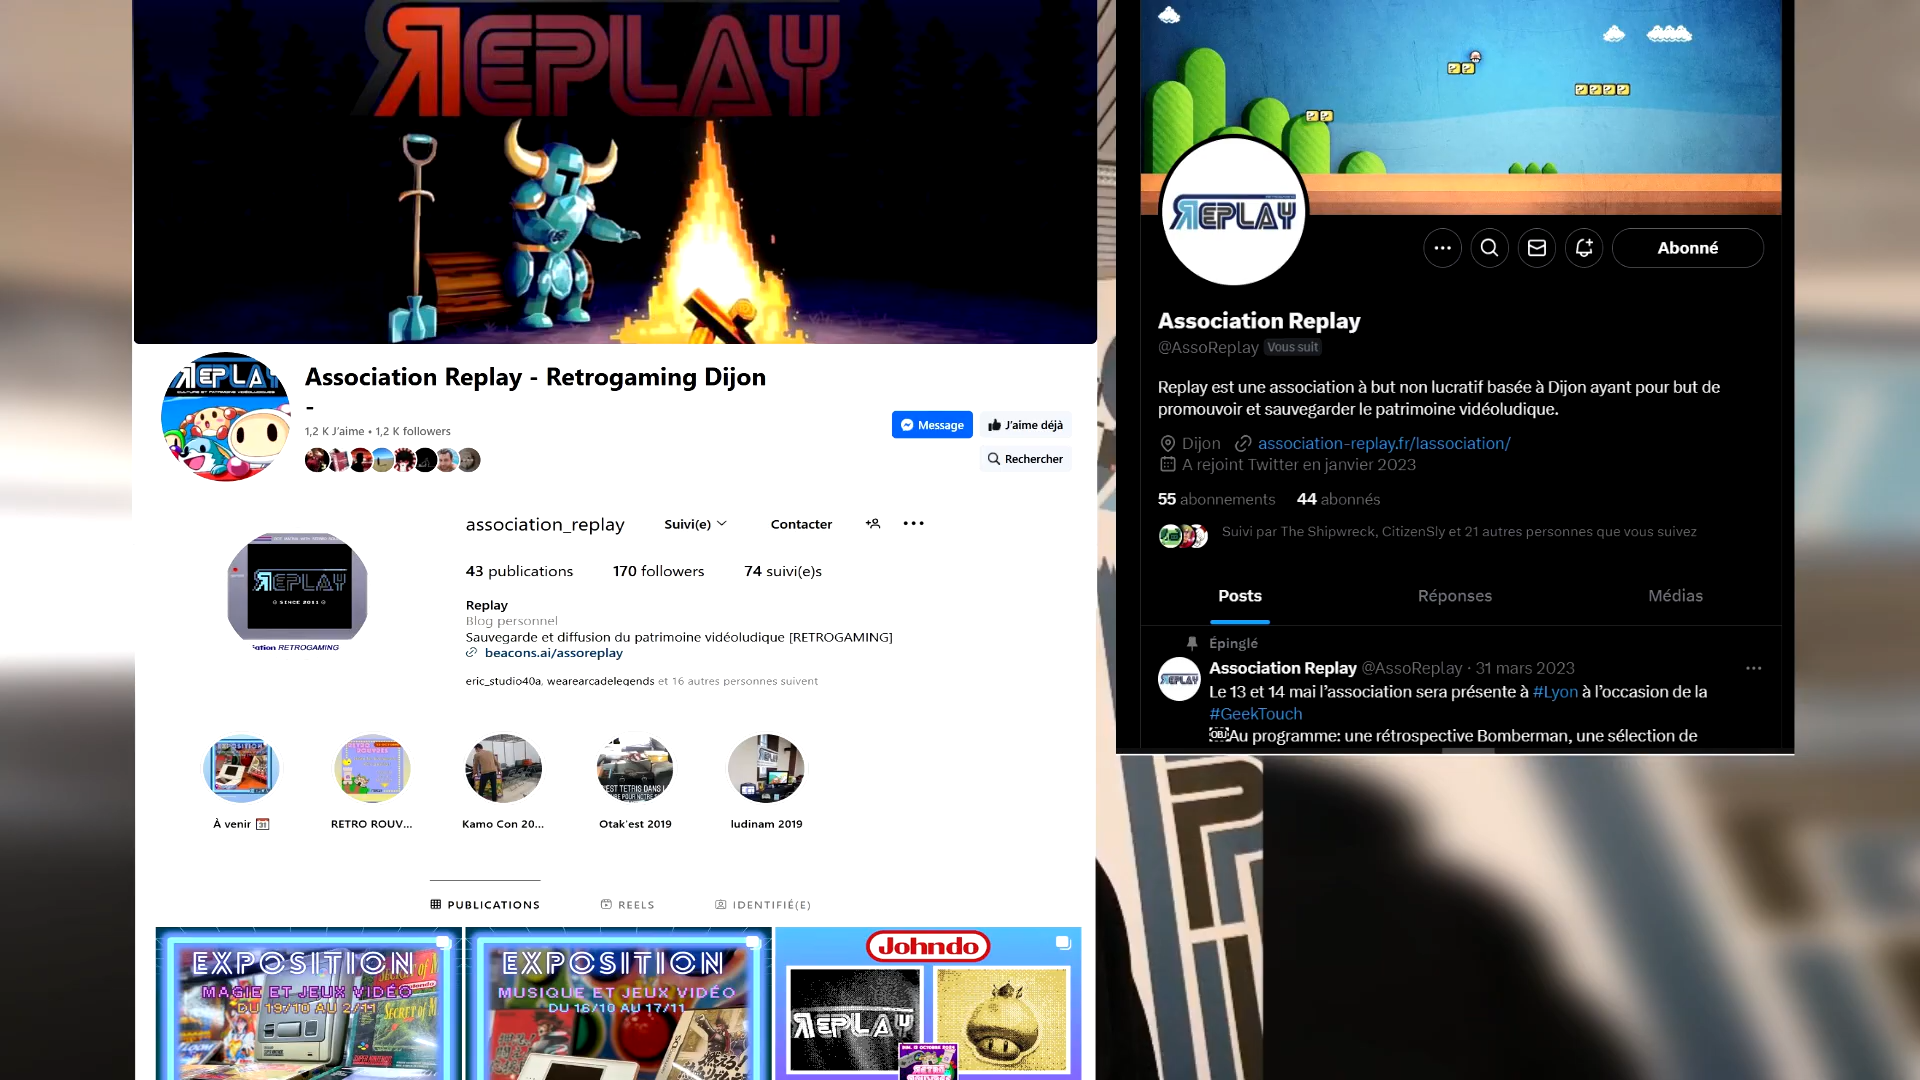 REPLAY
Association Replay - Retrogaming Dijon
-
1,2 K J’aime • 1,2 K followers
Message
J’aime déjà
Rechercher
REPLAY
association_replay
Suivi(e)
Contacter
43 publications
170 followers
74 suivi(e)s
Replay
Blog personnel
Sauvegarde et diffusion du patrimoine vidéoludique [RETROGAMING]
beacons.ai/assoreplay
eric_studio40a, wearearcadelegends et 16 autres personnes suivent
REPLAY
SINCE 2011
RETROGAMING
À venir
RETRO ROUV...
Kamo Con 20...
Otak'est 2019
ludinam 2019
PUBLICATIONS
REELS
IDENTIFIÉ(E)
EXPOSITION
MAGIE ET JEUX VIDÉO
DU 19/10 AU 2/11
EXPOSITION
MUSIQUE ET JEUX VIDÉO
DU 16/10 AU 17/11
Johndo
REPLAY
REPLAY
Abonné
Association Replay
@AssoReplay Vous suit
Replay est une association à but non lucratif basée à Dijon ayant pour but de
promouvoir et sauvegarder le patrimoine vidéoludique.
Dijon association-replay.fr/lassociation/
A rejoint Twitter en janvier 2023
55 abonnements 44 abonnés
Suivi par The Shipwreck, CitizenSly et 21 autres personnes que vous suivez
Posts
Réponses
Médias
Épinglé
Association Replay @AssoReplay · 31 mars 2023
Le 13 et 14 mai l’association sera présente à #Lyon à l’occasion de la
#GeekTouch
Au programme: une rétrospective Bomberman, une sélection de